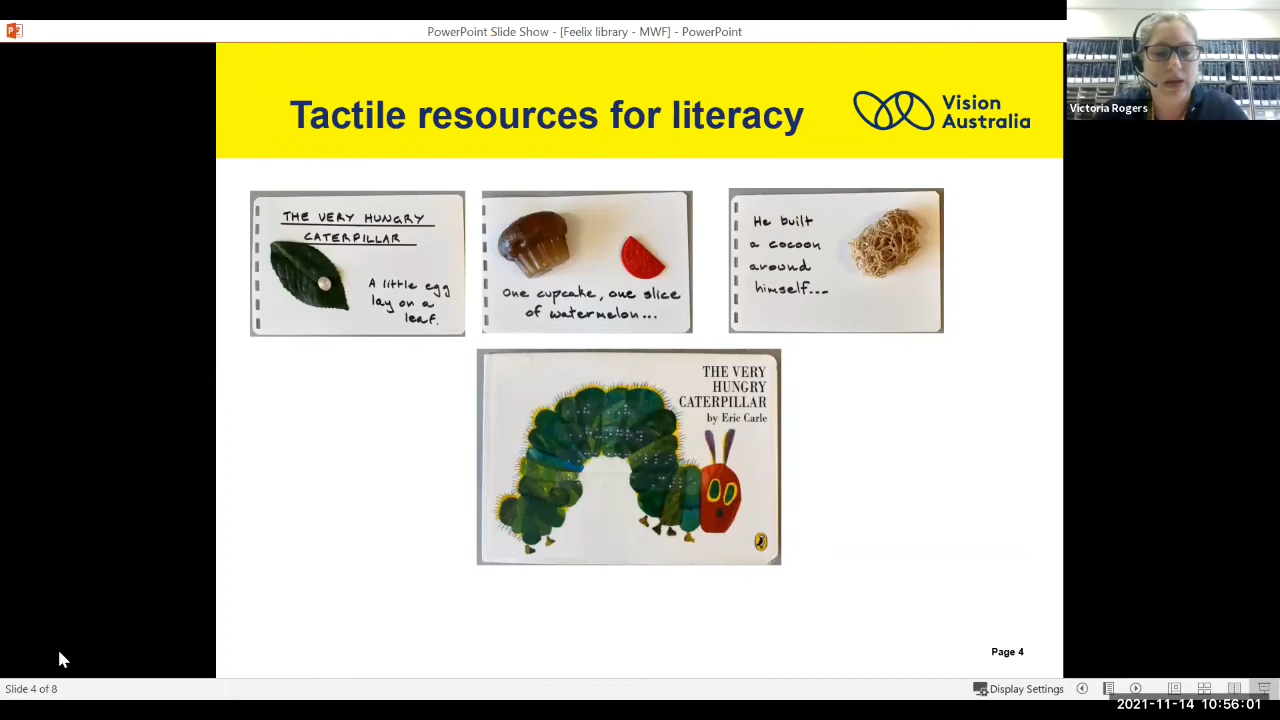 PowerPoint Slide Show - [Feelix library - MWF] - PowerPoint
Victoria Rogers
Tactile resources for literacy
Vision
Australia
THE VERY HUNGRY
CATERPILLAR
A little egg
lay on a
leaf.
One cupcake, one slice
of watermelon...
He built
a cocoon
around
himself...
THE VERY
HUNGRY
CATERPILLAR
by Eric Carle
Page 4
Slide 4 of 8
Display Settings
2021-11-14 10:56:01